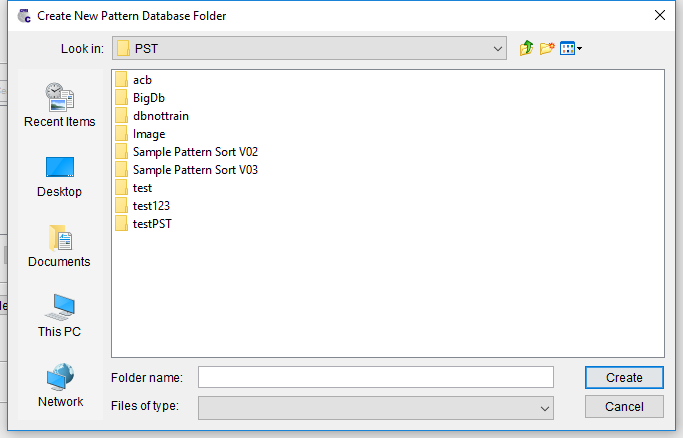 Create New Pattern Database Folder
Look in: PST
acb
BigDb
dbnottrain
Image
Sample Pattern Sort V02
Sample Pattern Sort V03
test
test123
testPST
Recent Items
Desktop
Documents
This PC
Network
Folder name: Create
Files of type: Cancel